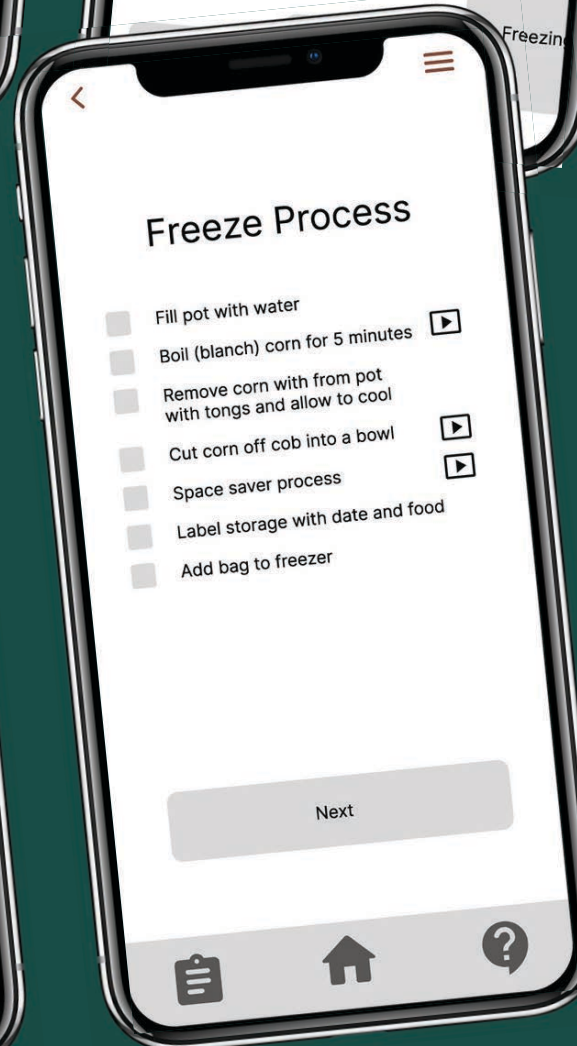 Freezing
Freeze Process
Fill pot with water
Boil (blanch) corn for 5 minutes
Remove corn with from pot
with tongs and allow to cool
Cut corn off cob into a bowl
Space saver process
Label storage with date and food
Add bag to freezer
Next
?